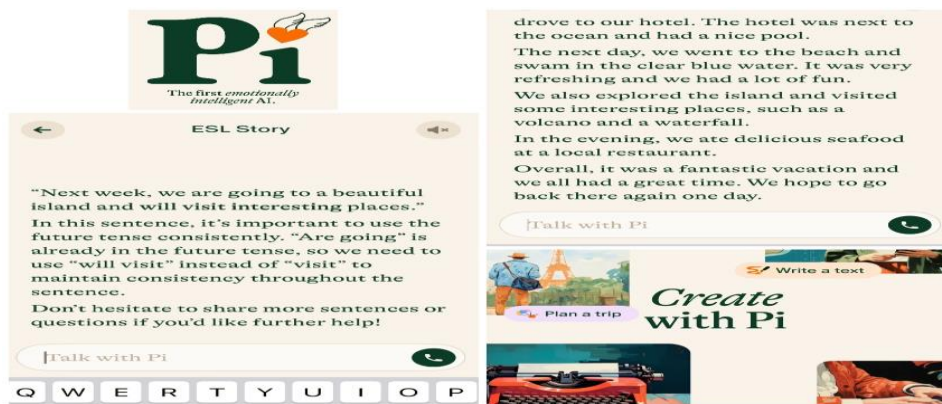 Pi
The first emotionally
intelligent AI.
ESL Story
“Next week, we are going to a beautiful
island and will visit interesting places.”
In this sentence, it’s important to use the
future tense consistently. “Are going” is
already in the future tense, so we need to
use “will visit” instead of “visit” to
maintain consistency throughout the
sentence.
Don’t hesitate to share more sentences or
questions if you’d like further help!
Talk with Pi
Q W E R T Y U I O P
drove to our hotel. The hotel was next to
the ocean and had a nice pool.
The next day, we went to the beach and
swam in the clear blue water. It was very
refreshing and we had a lot of fun.
We also explored the island and visited
some interesting places, such as a
volcano and a waterfall.
In the evening, we ate delicious seafood
at a local restaurant.
Overall, it was a fantastic vacation and
we all had a great time. We hope to go
back there again one day.
Talk with Pi
Write a text
Plan a trip
Create
with Pi